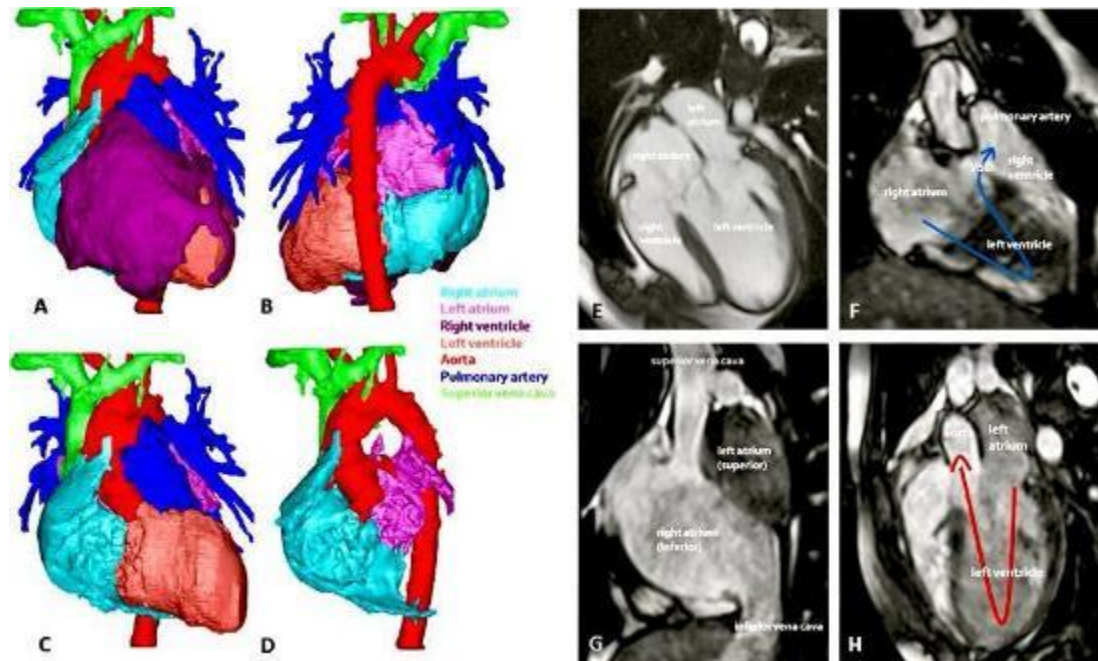 A
B
Right atrium
Left atrium
Right ventricle
Left ventricle
Aorta
Pulmonary artery
Superior vena cava
C
D
left
atrium
right atrium
right
ventricle
left ventricle
E
pulmonary artery
VSD
right
ventricle
right atrium
left ventricle
F
superior vena cava
left atrium
(superior)
right atrium
(inferior)
inferior vena cava
G
aorta
left
atrium
left ventricle
H